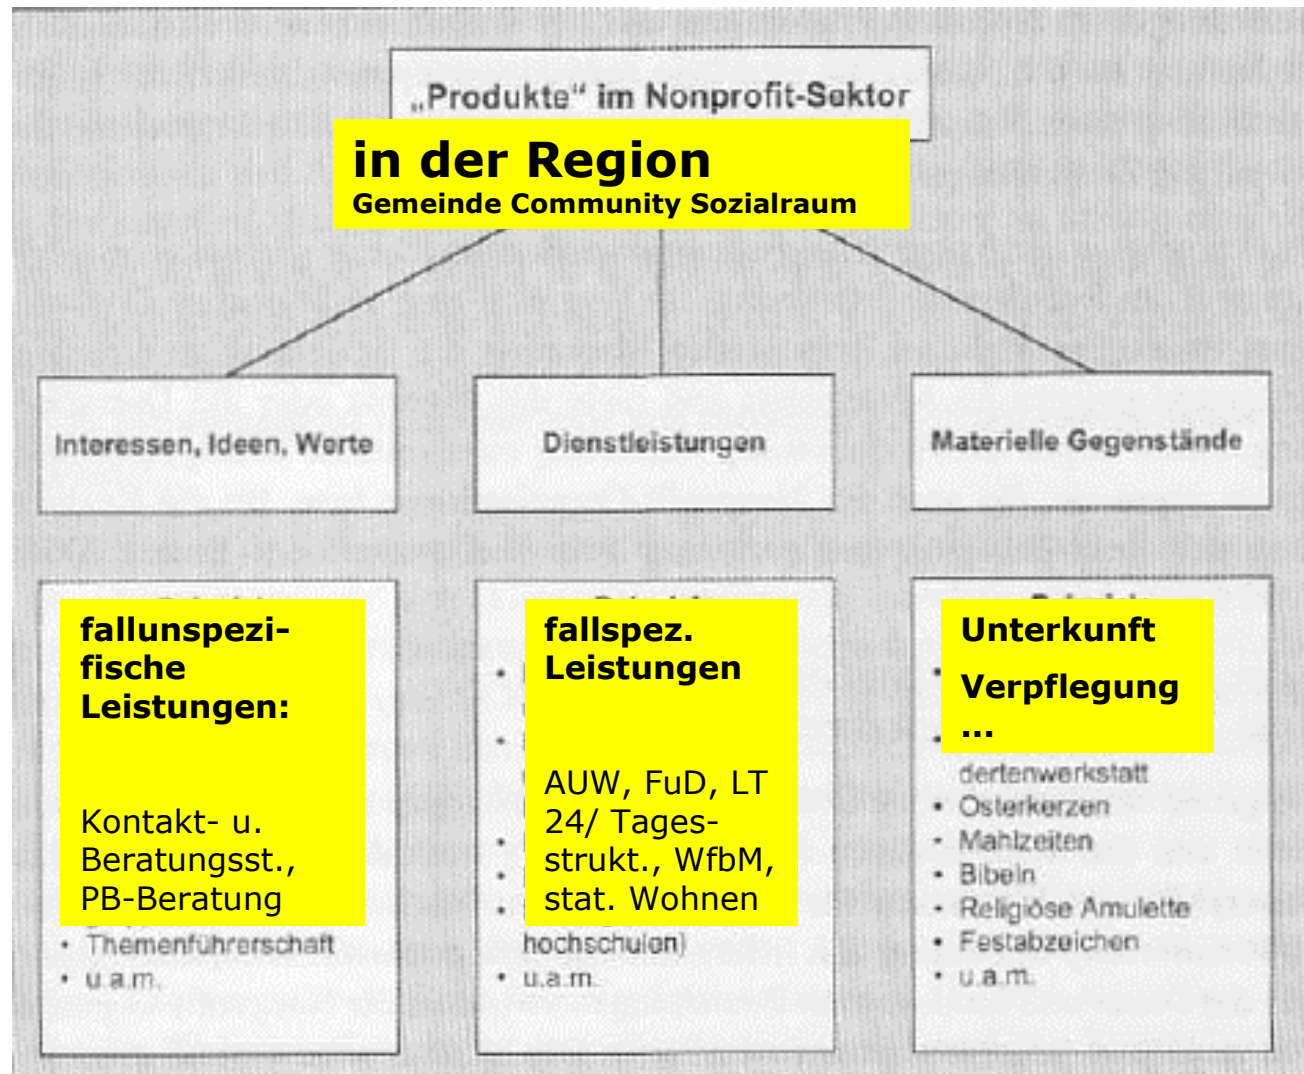 „Produkte“ im Nonprofit-Sektor
in der Region
Gemeinde Community Sozialraum
Interessen, Ideen, Werte
Dienstleistungen
Materielle Gegenstände
fallunspezi-
fische
Leistungen:
Kontakt- u.
Beratungsst.,
PB-Beratung
• Themenführerschaft
• u.a.m.
fallspez.
Leistungen
AUW, FuD, LT
24/ Tages-
strukt., WfbM,
stat. Wohnen
hochschulen)
• u.a.m.
Unterkunft
Verpflegung
...
dertenwerkstatt
• Osterkerzen
• Mahlzeiten
• Bibeln
• Religiöse Amulette
• Festabzeichen
• u.a.m.